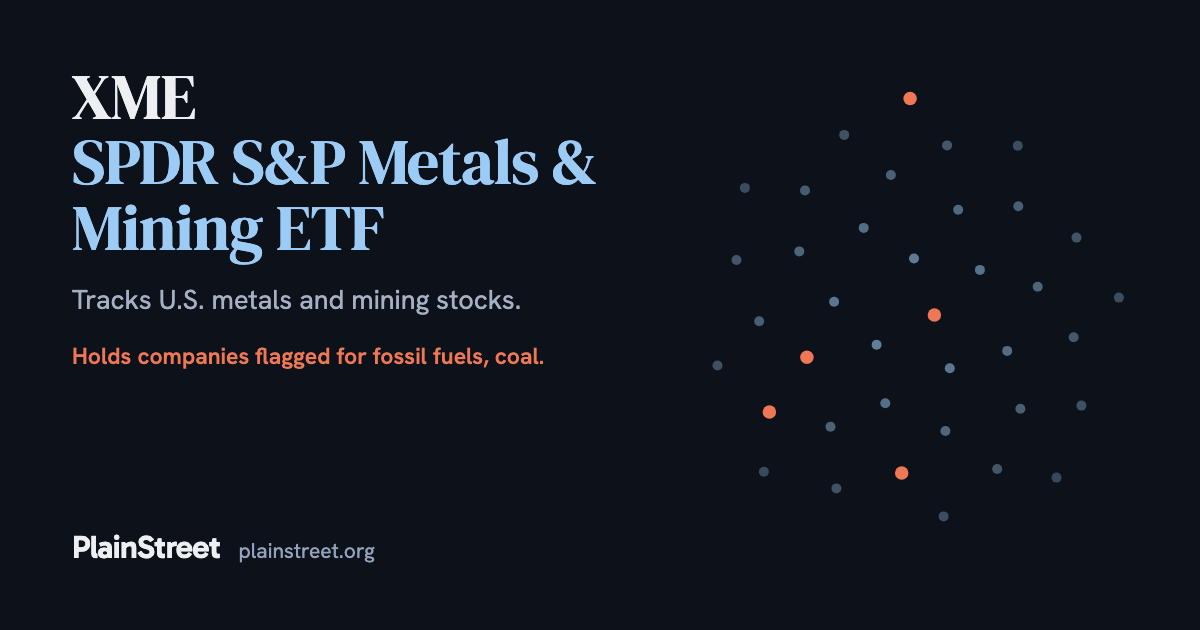 XME
SPDR S&P Metals &
Mining ETF
Tracks U.S. metals and mining stocks.
Holds companies flagged for fossil fuels, coal.
PlainStreet plainstreet.org